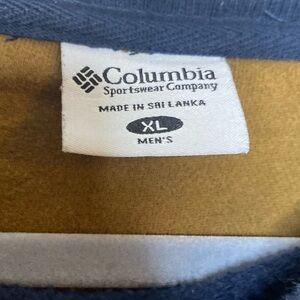 Columbia
Sportswear Company
MADE IN SRI LANKA
XL
MEN'S